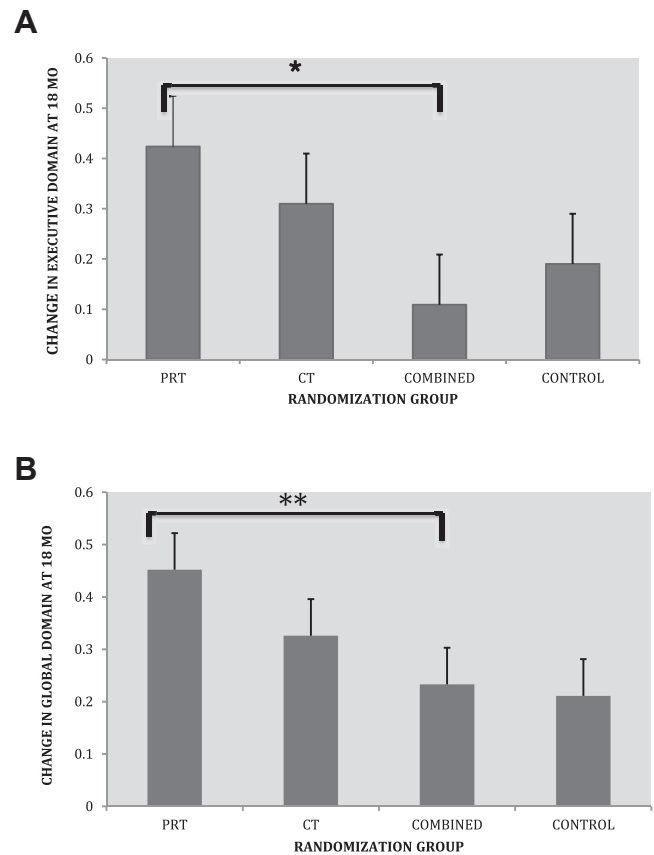 A
CHANGE IN EXECUTIVE DOMAIN AT 18 MO
0.6
0.5
0.4
0.3
0.2
0.1
0
*
PRT CT COMBINED CONTROL
RANDOMIZATION GROUP
B
CHANGE IN GLOBAL DOMAIN AT 18 MO
0.6
0.5
0.4
0.3
0.2
0.1
0
**
PRT CT COMBINED CONTROL
RANDOMIZATION GROUP